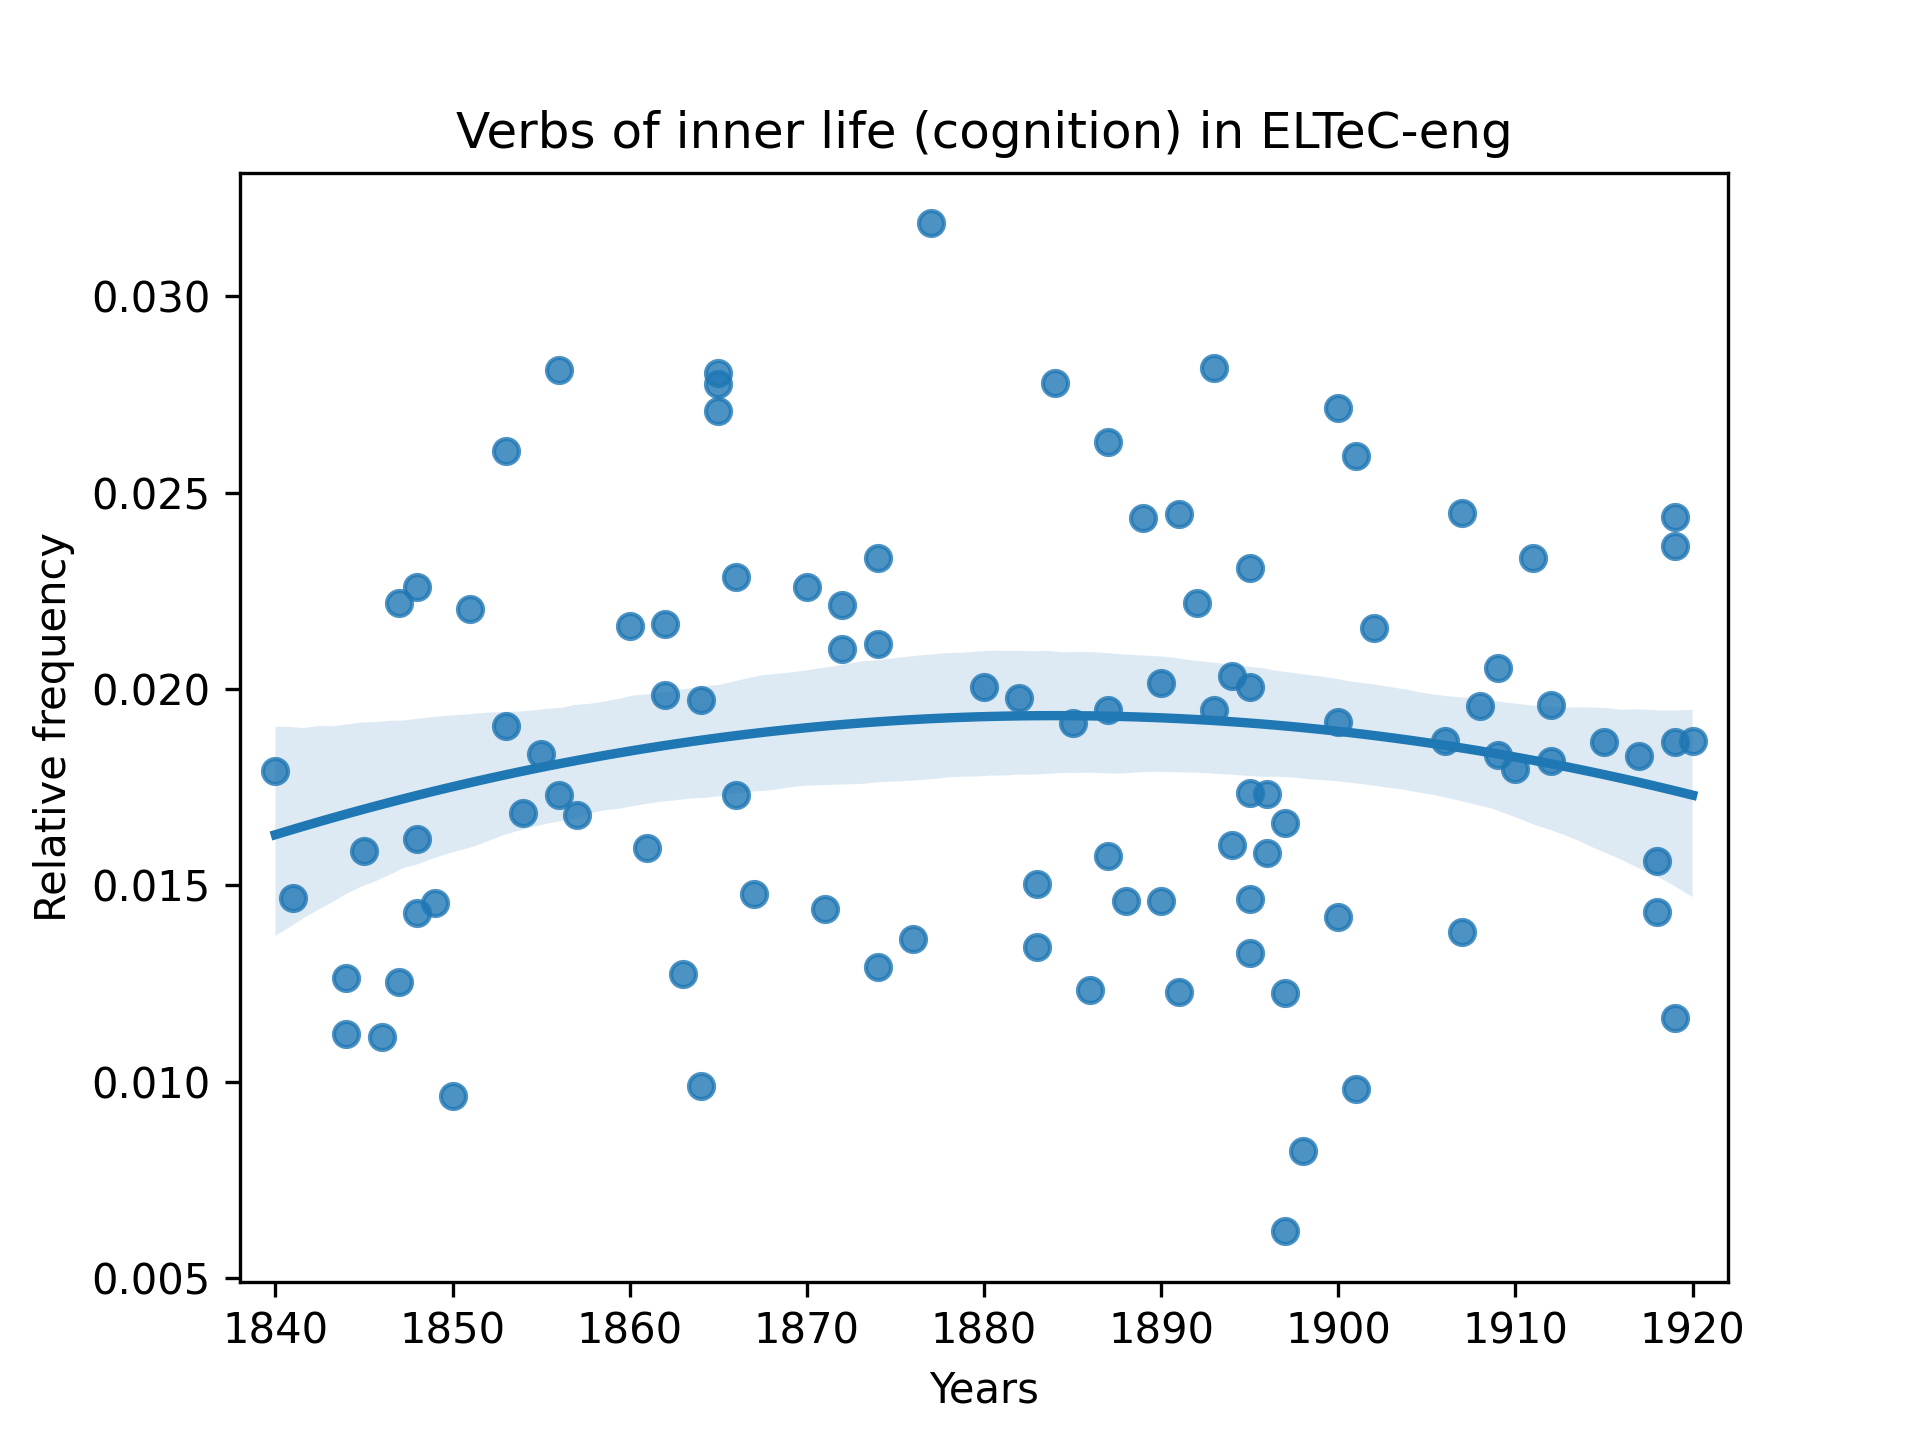 Verbs of inner life (cognition) in ELTeC-eng
Relative frequency
0.030
0.025
0.020
0.015
0.010
0.005
1840 1850 1860 1870 1880 1890 1900 1910 1920
Years